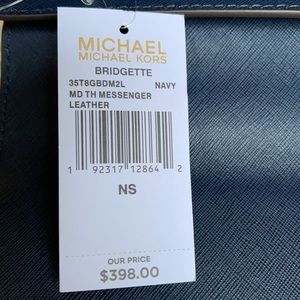 MICHAEL
MICHAEL KORS
BRIDGETTE
35T8GBDM2L NAVY
MD TH MESSENGER
LEATHER
1 92317 12864 2
NS
OUR PRICE
$398.00